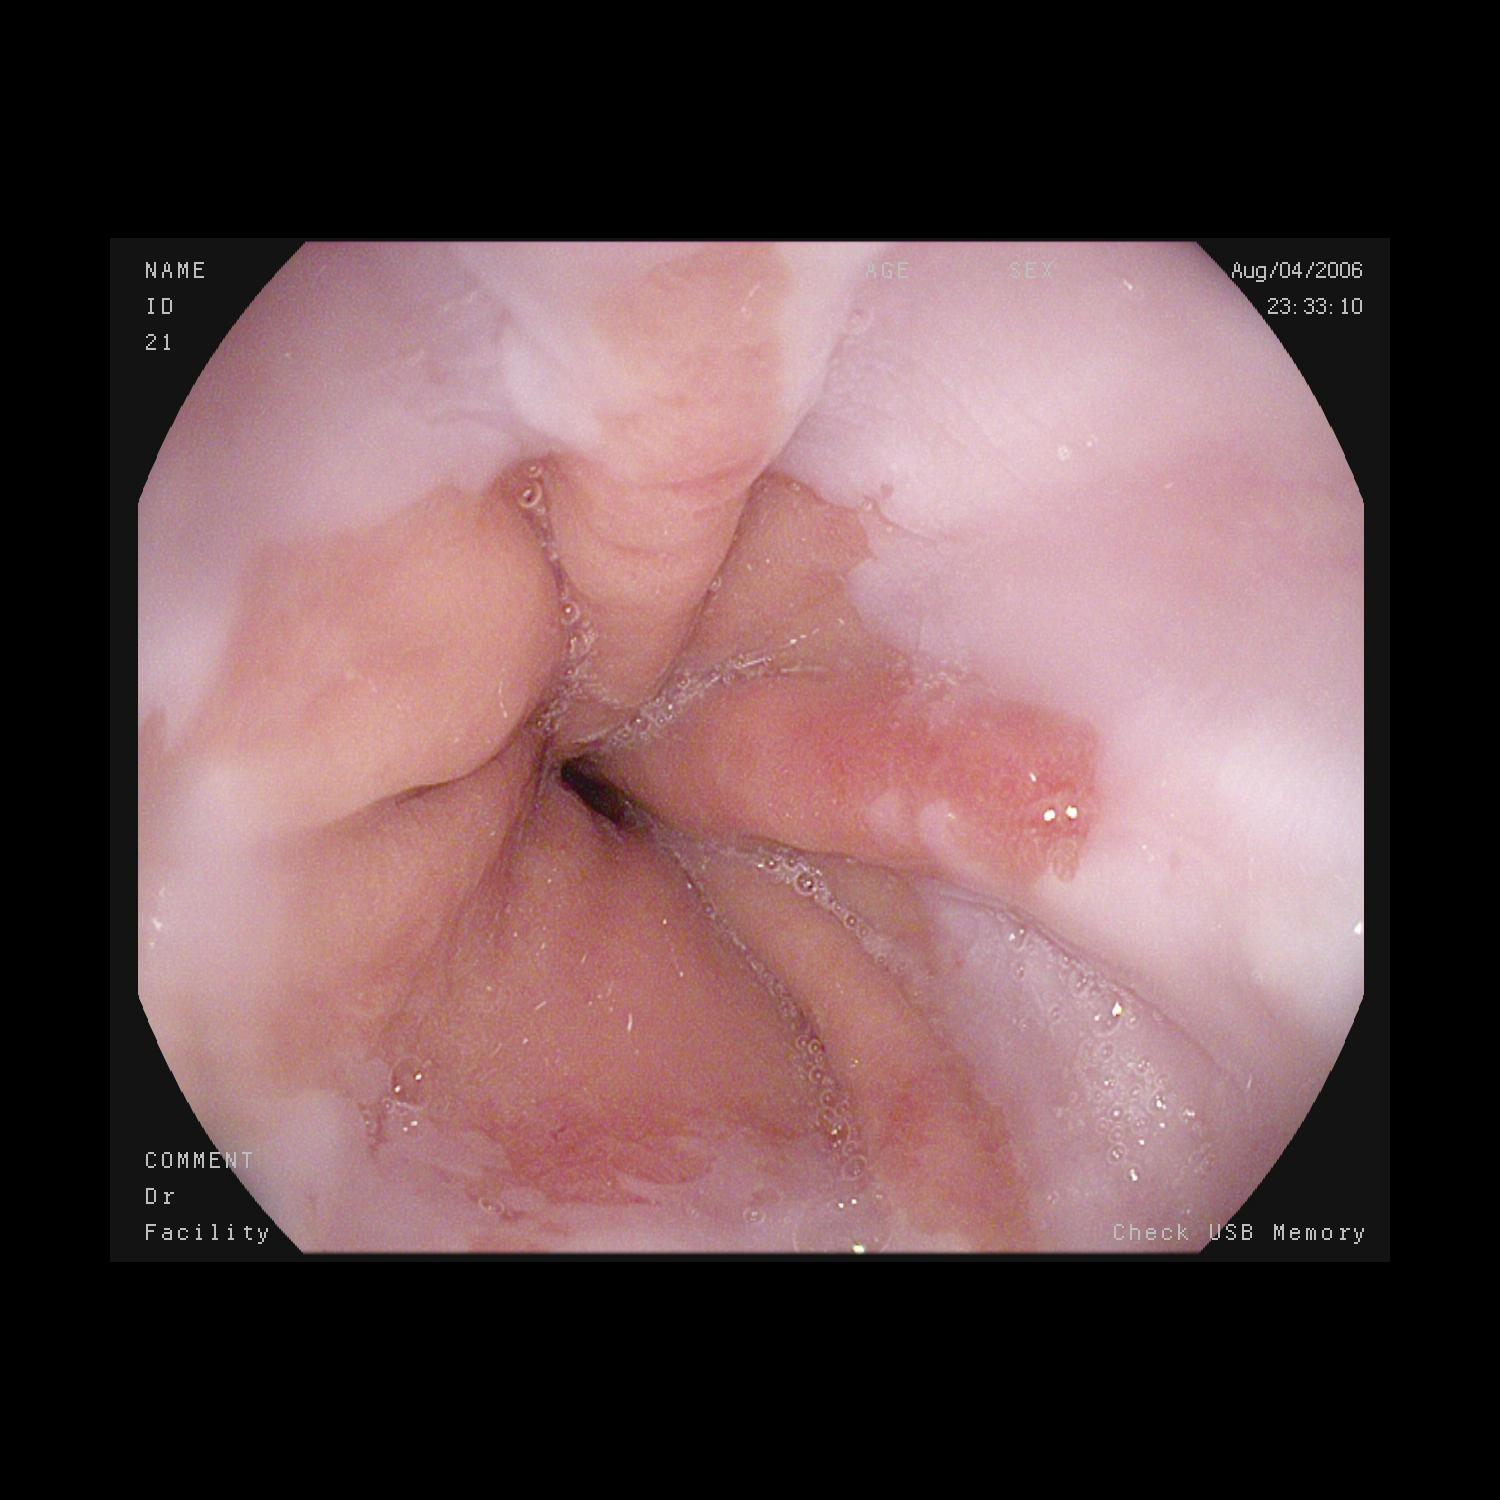 NAME
AGE
SEX
Aug/04/2006
ID
23:33:10
21
COMMENT
Dr
Facility
Check USB Memory